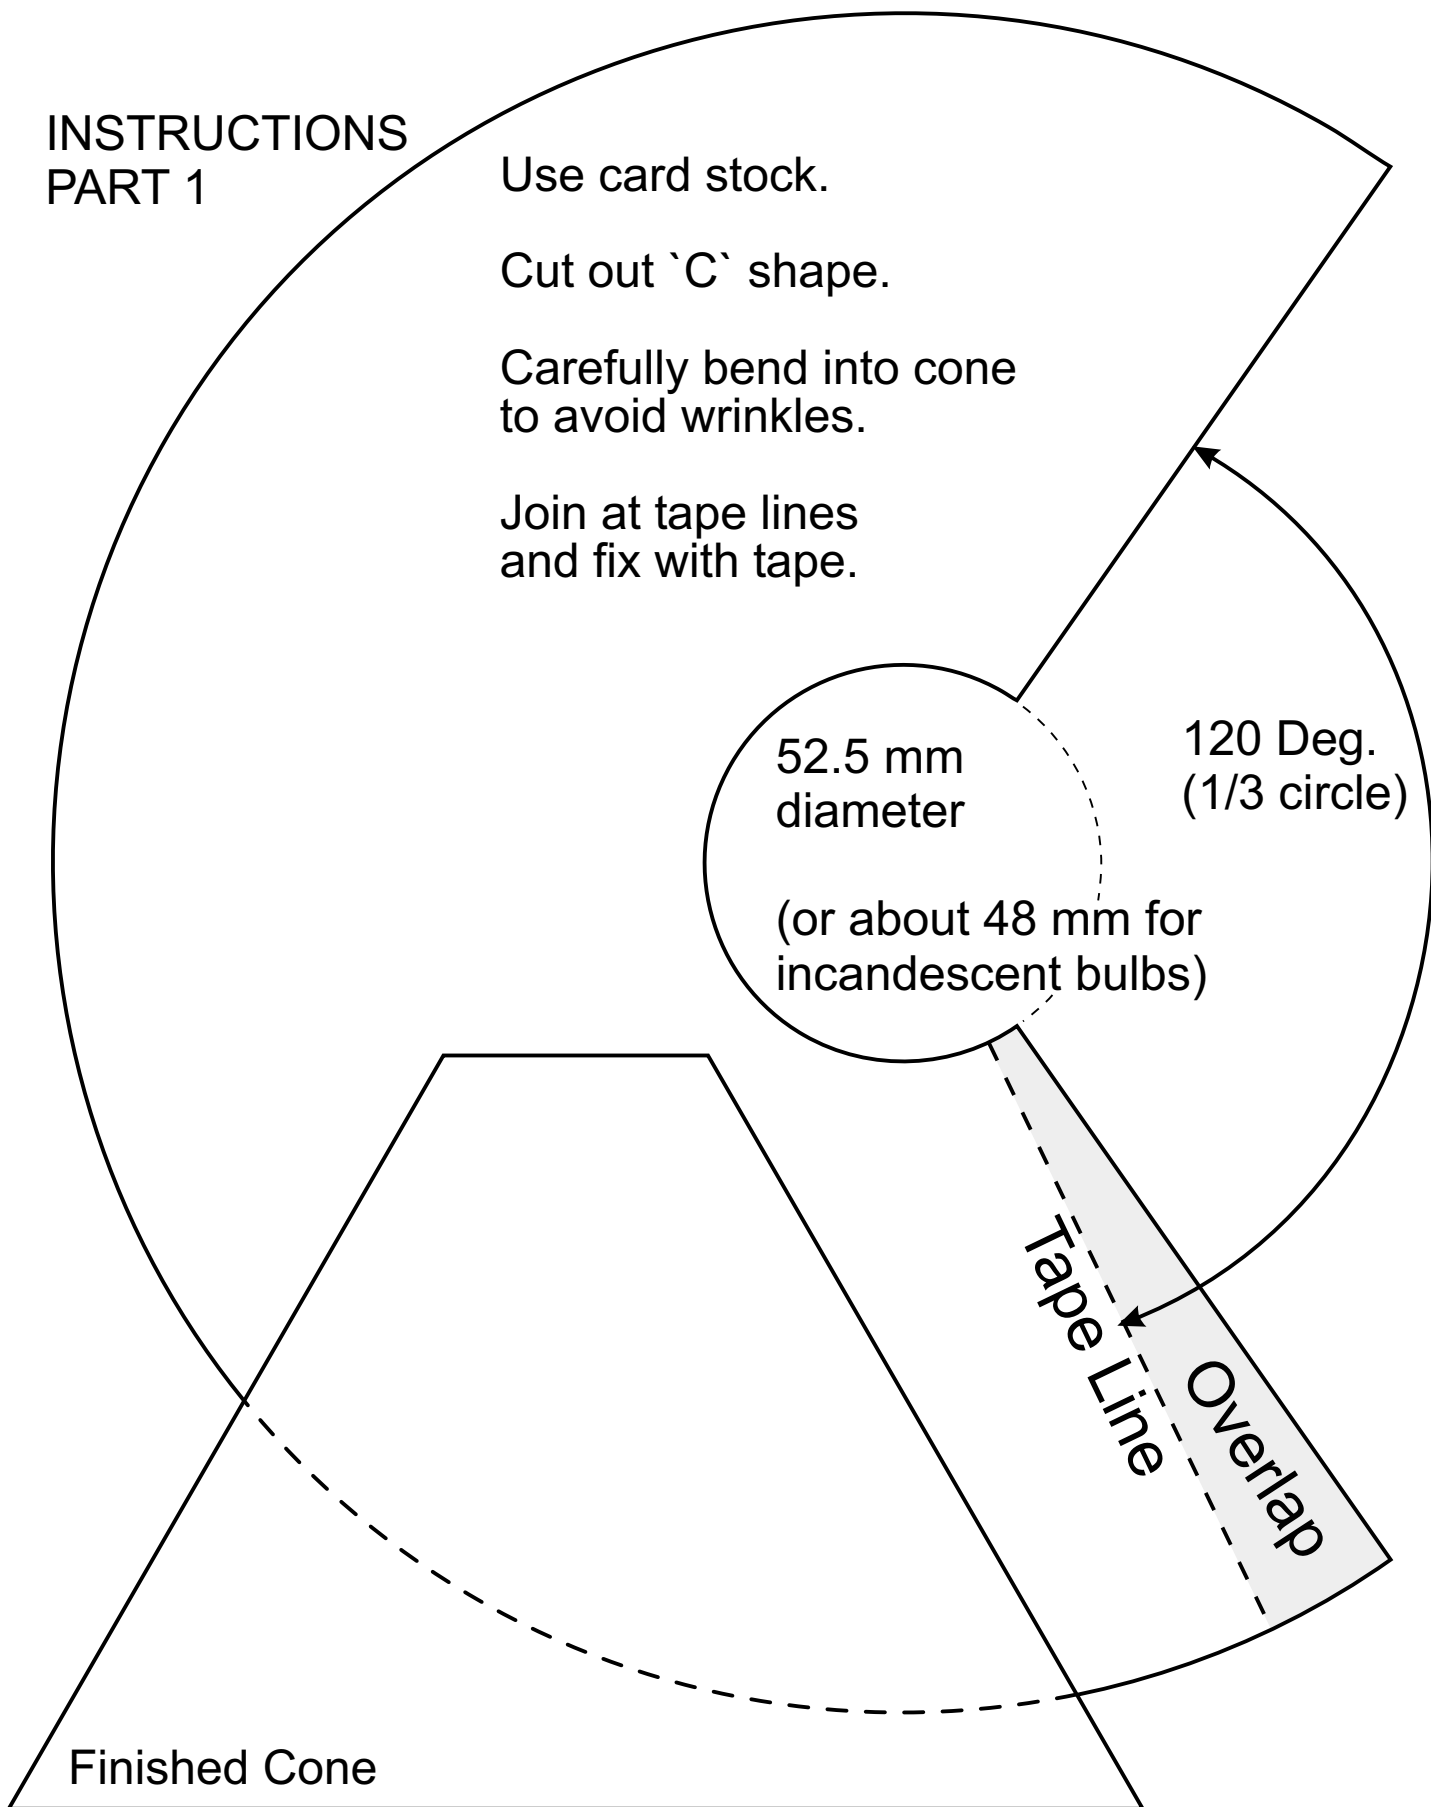 INSTRUCTIONS
PART 1
Use card stock.
Cut out `C` shape.
Carefully bend into cone
to avoid wrinkles.
Join at tape lines
and fix with tape.
52.5 mm
diameter
(or about 48 mm for
incandescent bulbs)
120 Deg.
(1/3 circle)
Tape Line
Overlap
Finished Cone